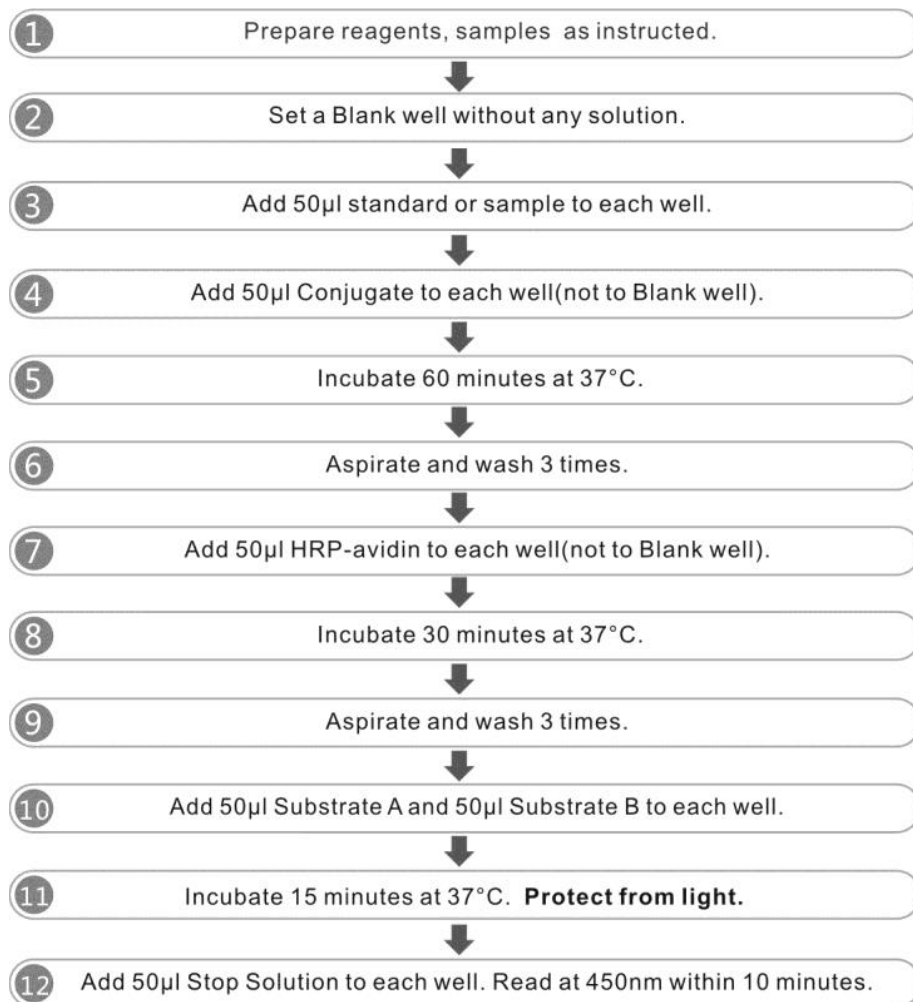 1 Prepare reagents, samples as instructed.
2 Set a Blank well without any solution.
3 Add 50μl standard or sample to each well.
4 Add 50μl Conjugate to each well(not to Blank well).
5 Incubate 60 minutes at 37°C.
6 Aspirate and wash 3 times.
7 Add 50μl HRP-avidin to each well(not to Blank well).
8 Incubate 30 minutes at 37°C.
9 Aspirate and wash 3 times.
10 Add 50μl Substrate A and 50μl Substrate B to each well.
11 Incubate 15 minutes at 37°C. Protect from light.
12 Add 50μl Stop Solution to each well. Read at 450nm within 10 minutes.